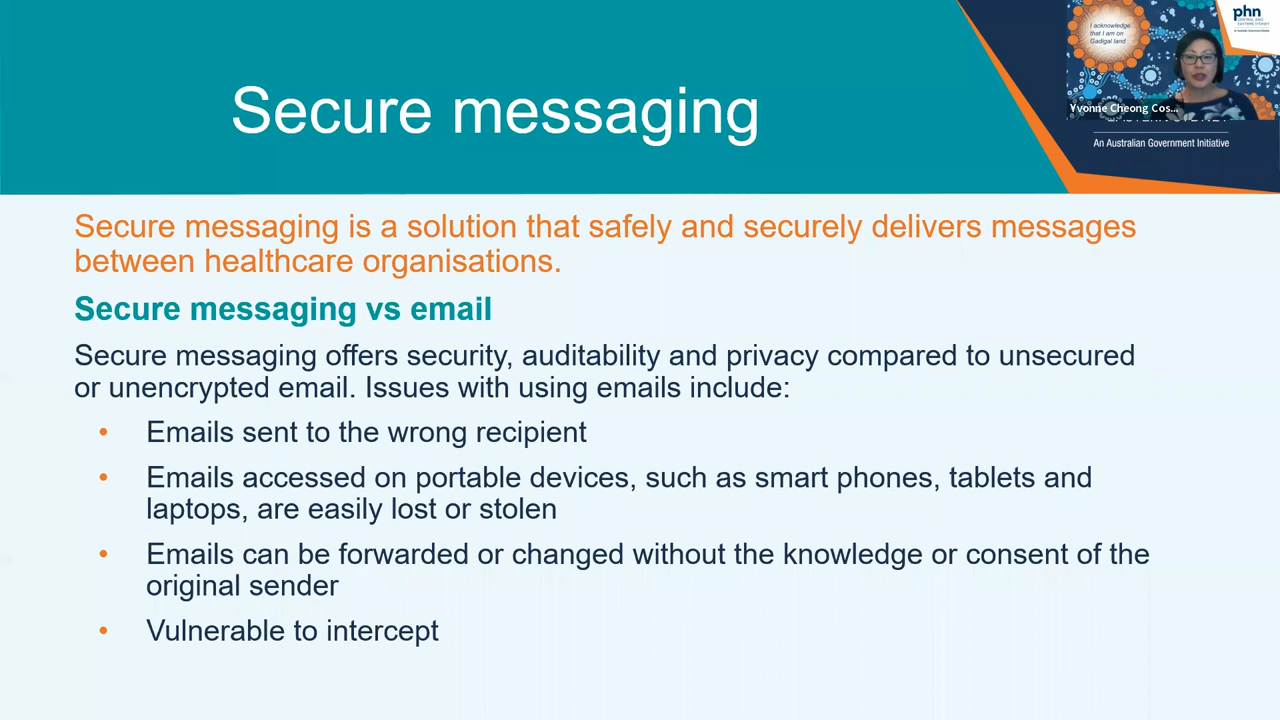 Secure messaging
I acknowledge
that I am on
Gadigal land
phn
CENTRAL AND
EASTERN SYDNEY
An Australian Government Initiative
Yvonne Cheong Cos...
An Australian Government Initiative
Secure messaging is a solution that safely and securely delivers messages
between healthcare organisations.
Secure messaging vs email
Secure messaging offers security, auditability and privacy compared to unsecured
or unencrypted email. Issues with using emails include:
• Emails sent to the wrong recipient
• Emails accessed on portable devices, such as smart phones, tablets and
laptops, are easily lost or stolen
• Emails can be forwarded or changed without the knowledge or consent of the
original sender
• Vulnerable to intercept